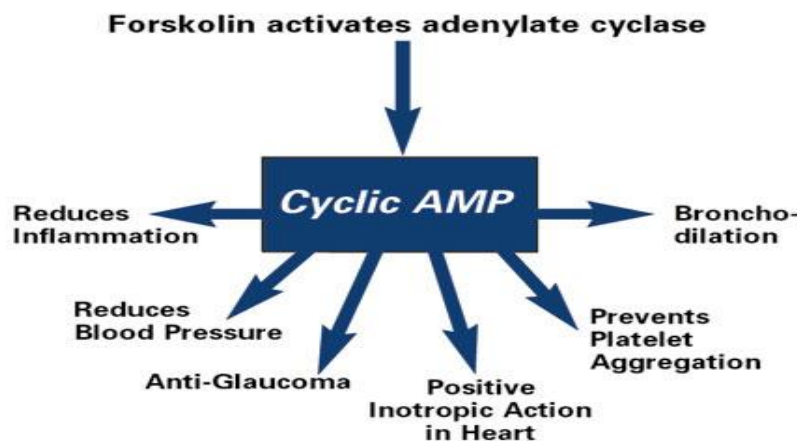 Forskolin activates adenylate cyclase
Cyclic AMP
Reduces
Inflammation
Broncho-
dilation
Reduces
Blood Pressure
Prevents
Platelet
Aggregation
Anti-Glaucoma
Positive
Inotropic Action
in Heart